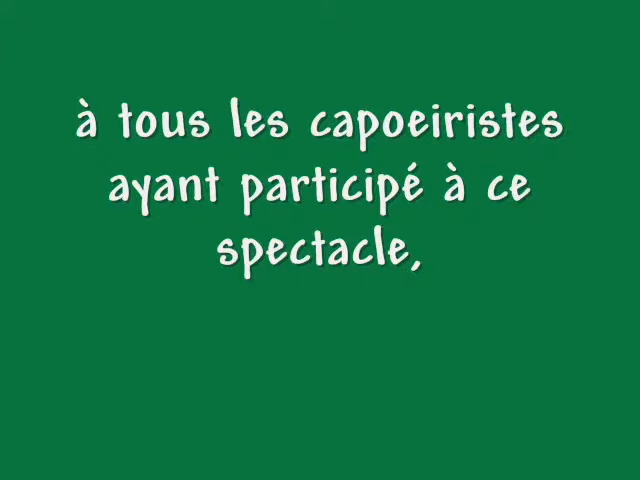 à tous les capoeiristes
ayant participé à ce
spectacle,